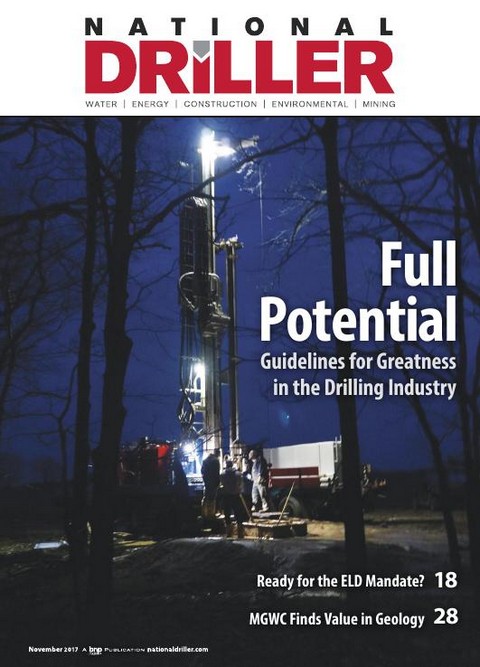 NATIONAL
DRiLLER
WATER | ENERGY | CONSTRUCTION | ENVIRONMENTAL | MINING
Full
Potential
Guidelines for Greatness
in the Drilling Industry
Ready for the ELD Mandate? 18
MGWC Finds Value in Geology 28
November 2017 A bnp PUBLICATION nationaldriller.com